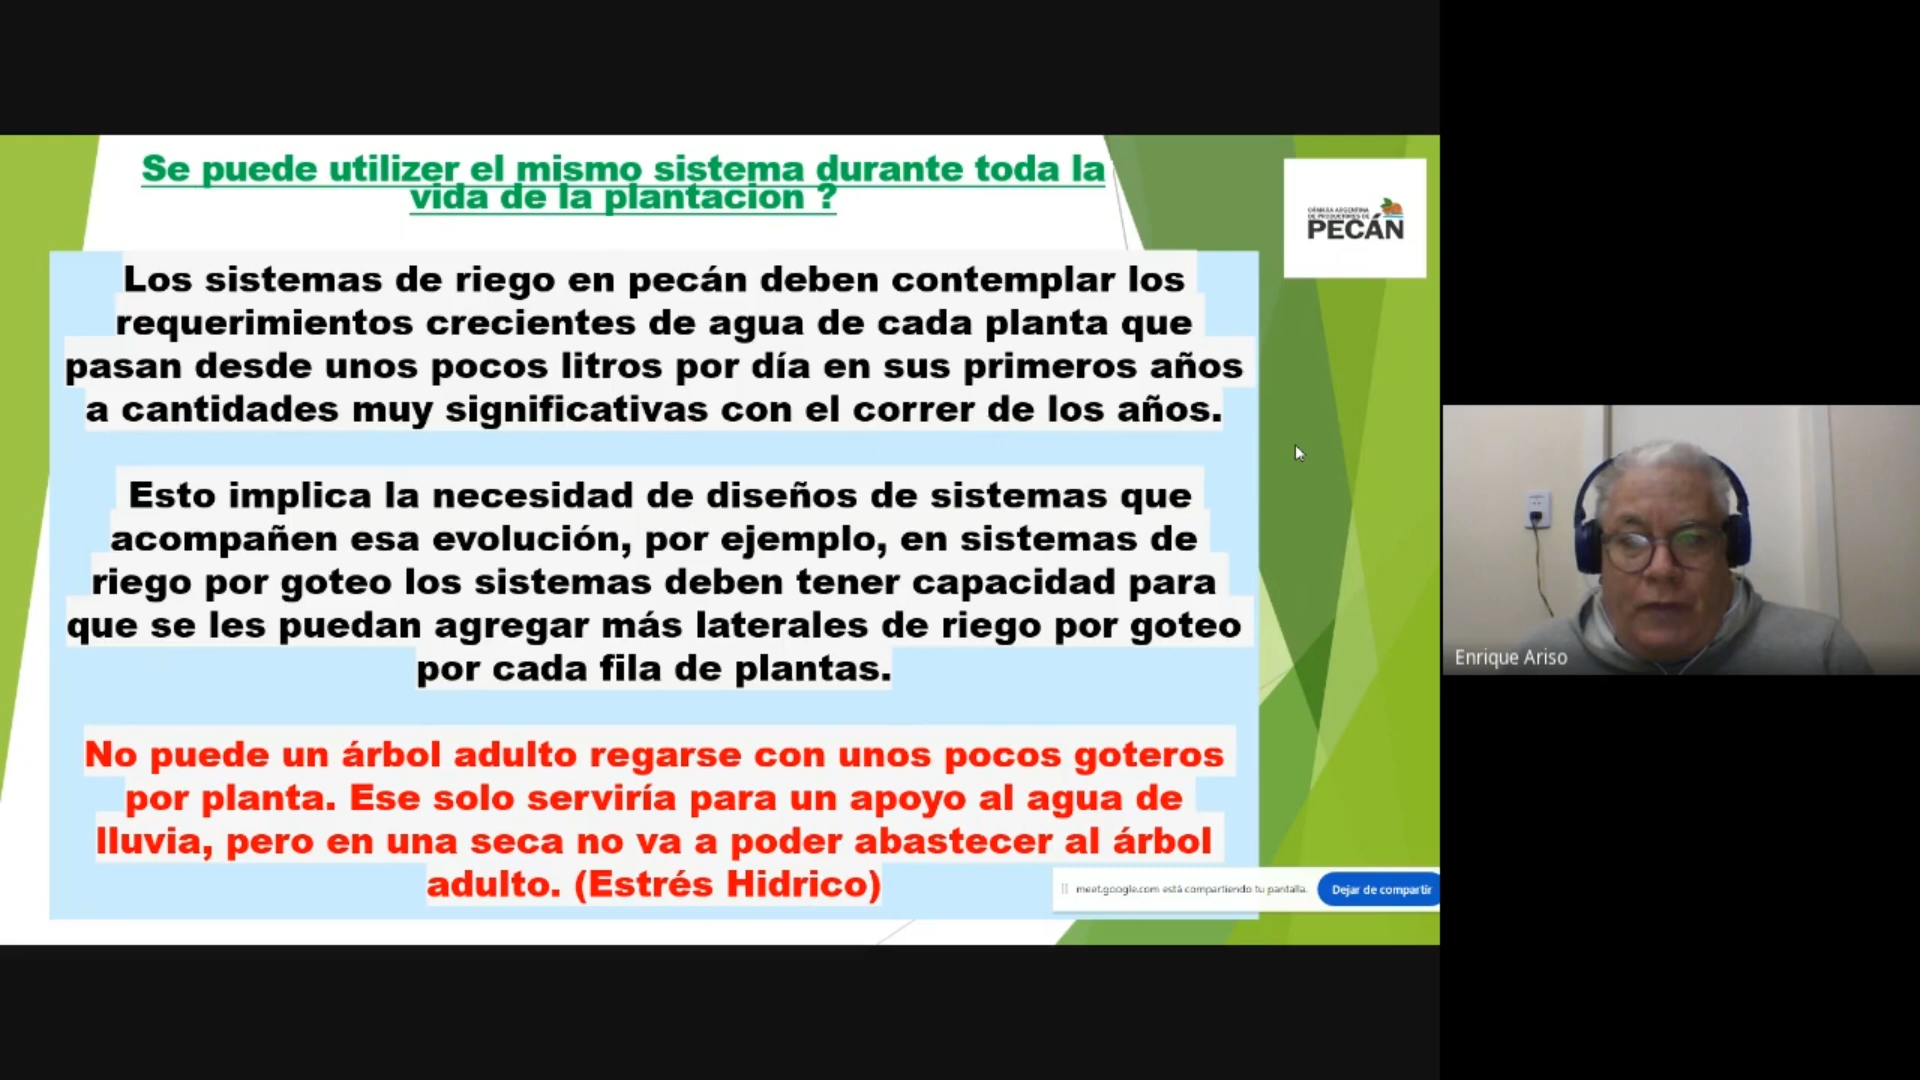 Se puede utilizer el mismo sistema durante toda la
vida de la plantacion ?
CÁMARA ARGENTINA
DE PRODUCTORES DE
PECÁN
Los sistemas de riego en pecán deben contemplar los
requerimientos crecientes de agua de cada planta que
pasan desde unos pocos litros por día en sus primeros años
a cantidades muy significativas con el correr de los años.
Esto implica la necesidad de diseños de sistemas que
acompañen esa evolución, por ejemplo, en sistemas de
riego por goteo los sistemas deben tener capacidad para
que se les puedan agregar más laterales de riego por goteo
por cada fila de plantas.
No puede un árbol adulto regarse con unos pocos goteros
por planta. Ese solo serviría para un apoyo al agua de
lluvia, pero en una seca no va a poder abastecer al árbol
adulto. (Estrés Hidrico)
meet.google.com está compartiendo tu pantalla.
Dejar de compartir
Enrique Ariso